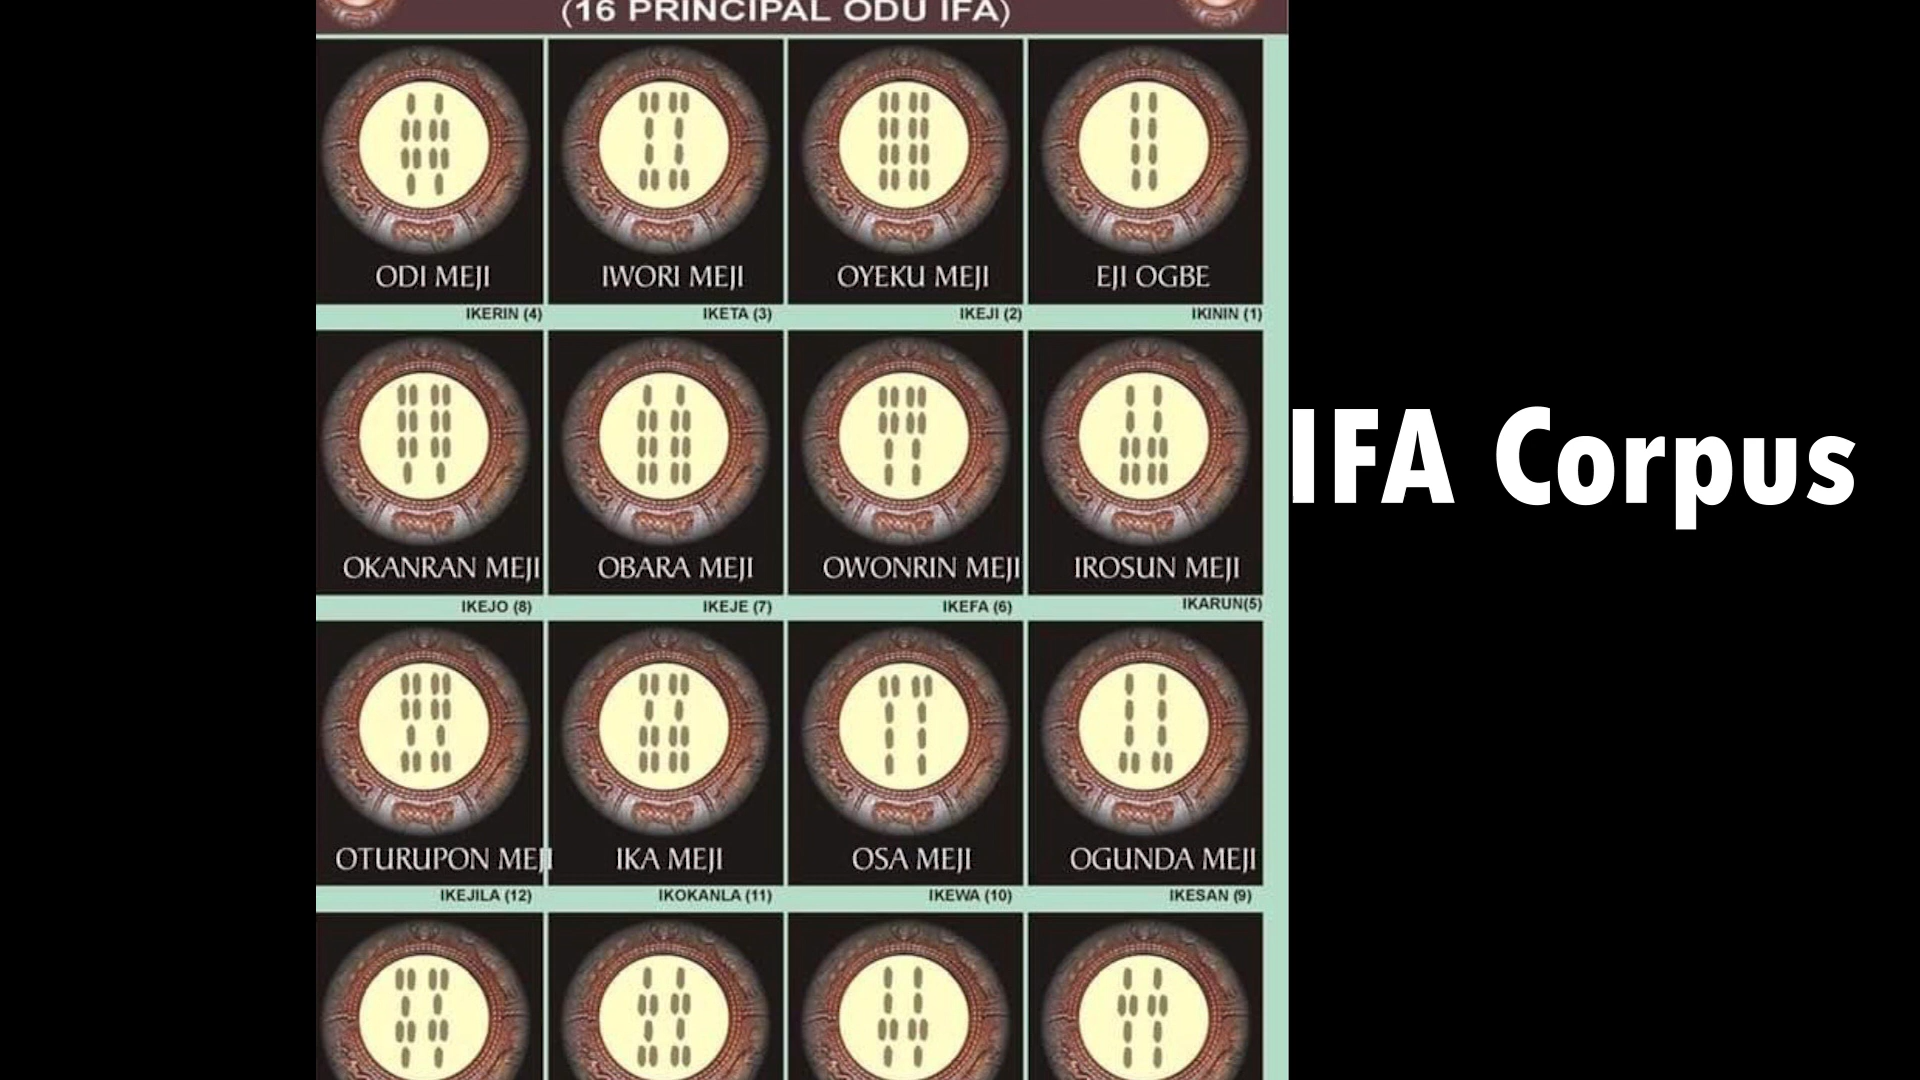 (16 PRINCIPAL ODU IFA)
ODI MEJI
IWORI MEJI
OYEKU MEJI
EJI OGBE
IKERIN (4)
IKETA (3)
IKEJI (2)
IKININ (1)
OKANRAN MEJI
OBARA MEJI
OWONRIN MEJI
IROSUN MEJI
IKEJO (8)
IKEJE (7)
IKEFA (6)
IKARUN(5)
OTURUPON MEJI
IKA MEJI
OSA MEJI
OGUNDA MEJI
IKEJILA (12)
IKOKANLA (11)
IKEWA (10)
IKESAN (9)
IFA Corpus